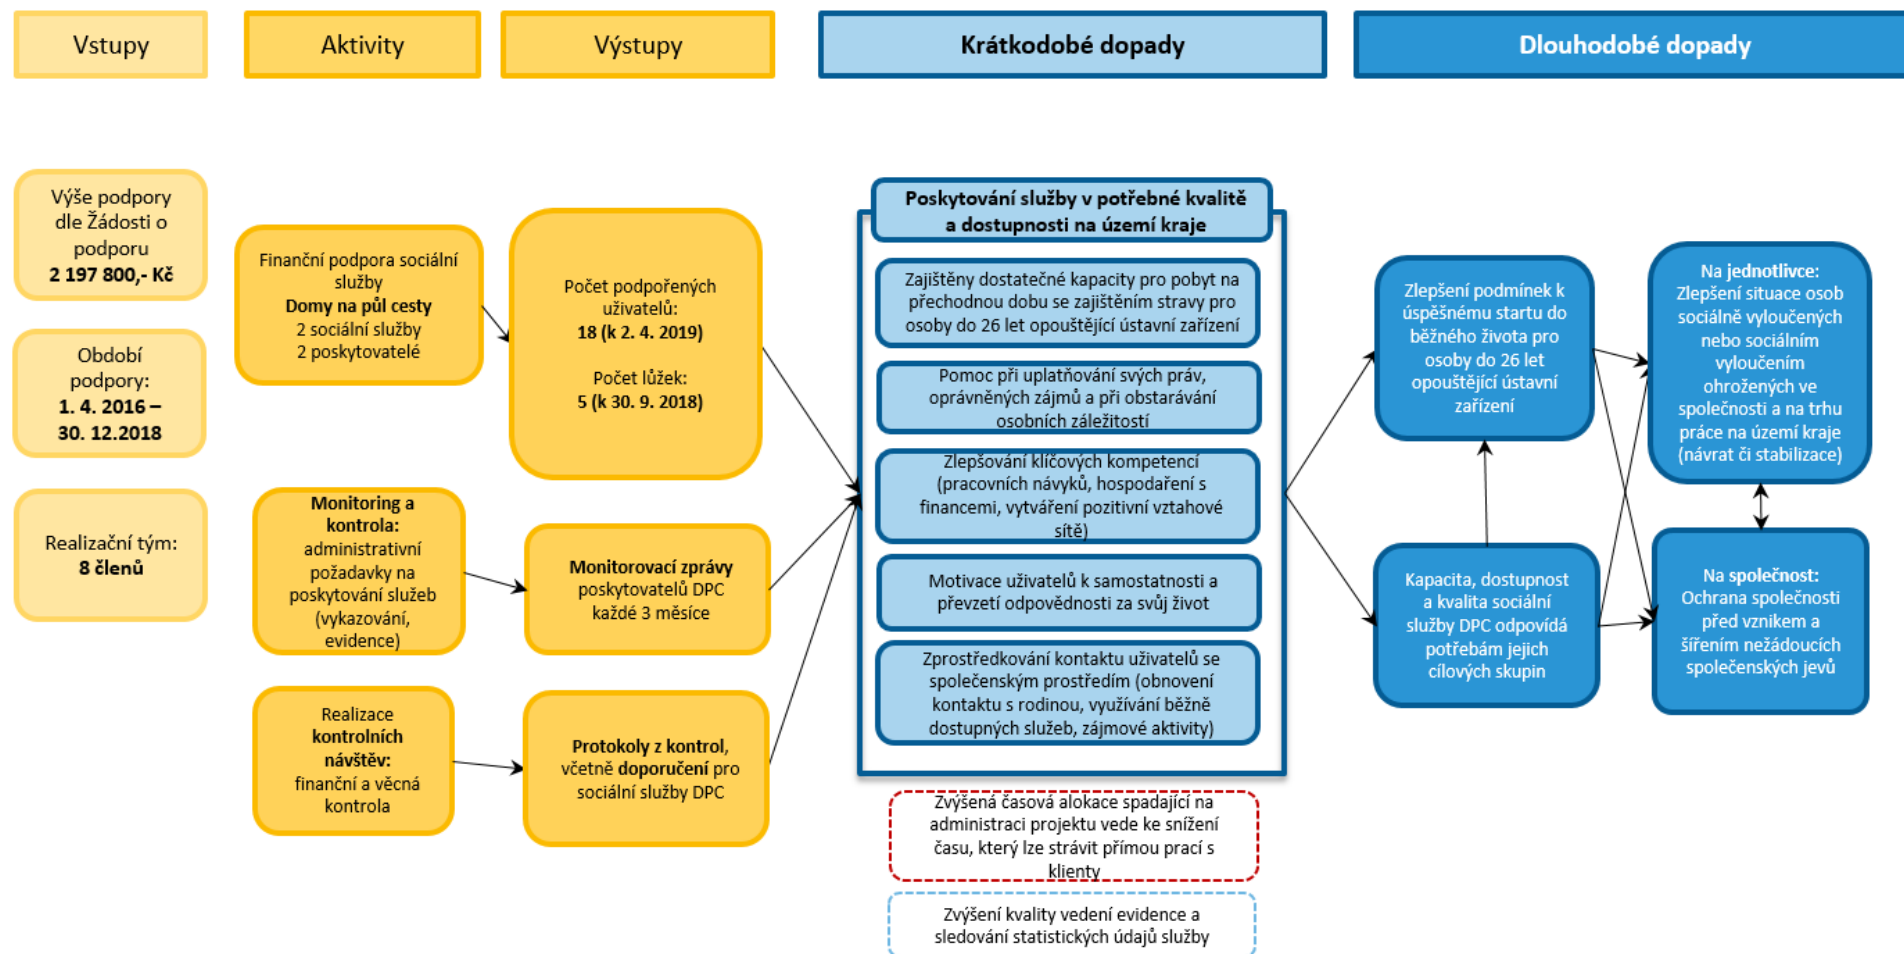 Vstupy
Aktivity
Výstupy
Krátkodobé dopady
Dlouhodobé dopady
Výše podpory
dle Žádosti o
podporu
2 197 800,- Kč
Období
podpory:
1. 4. 2016 –
30. 12.2018
Realizační tým:
8 členů
Finanční podpora sociální
služby
Domy na půl cesty
2 sociální služby
2 poskytovatelé
Monitoring a
kontrola:
administrativní
požadavky na
poskytování služeb
(vykazování,
evidence)
Realizace
kontrolních
návštěv:
finanční a věcná
kontrola
Počet podpořených
uživatelů:
18 (k 2. 4. 2019)
Počet lůžek:
5 (k 30. 9. 2018)
Monitorovací zprávy
poskytovatelů DPC
každé 3 měsíce
Protokoly z kontrol,
včetně doporučení pro
sociální služby DPC
Poskytování služby v potřebné kvalitě
a dostupnosti na území kraje
Zajištěny dostatečné kapacity pro pobyt na
přechodnou dobu se zajištěním stravy pro
osoby do 26 let opouštějící ústavní zařízení
Pomoc při uplatňování svých práv,
oprávněných zájmů a při obstarávání
osobních záležitostí
Zlepšování klíčových kompetencí
(pracovních návyků, hospodaření s
financemi, vytváření pozitivní vztahové
sítě)
Motivace uživatelů k samostatnosti a
převzetí odpovědnosti za svůj život
Zprostředkování kontaktu uživatelů se
společenským prostředím (obnovení
kontaktu s rodinou, využívání běžně
dostupných služeb, zájmové aktivity)
Zvýšená časová alokace spadající na
administraci projektu vede ke snížení
času, který lze strávit přímou prací s
klienty
Zvýšení kvality vedení evidence a
sledování statistických údajů služby
Zlepšení podmínek k
úspěšnému startu do
běžného života pro
osoby do 26 let
opouštějící ústavní
zařízení
Kapacita, dostupnost
a kvalita sociální
služby DPC odpovídá
potřebám jejich
cílových skupin
Na jednotlivce:
Zlepšení situace osob
sociálně vyloučených
nebo sociálním
vyloučením
ohrožených ve
společnosti a na trhu
práce na území kraje
(návrat či stabilizace)
Na společnost:
Ochrana společnosti
před vznikem a
šířením nežádoucích
společenských jevů